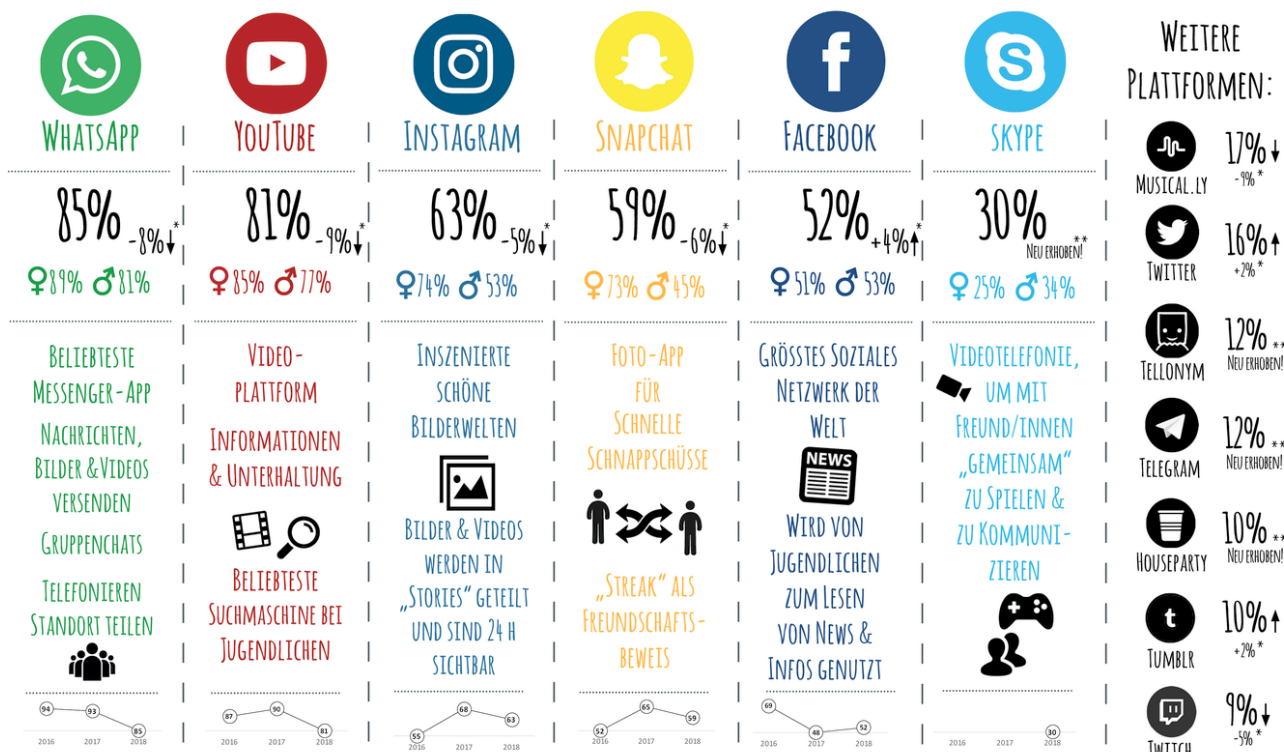 WhatsApp
85% -8%↓*
♀89% ♂81%
Beliebteste
Messenger-App
Nachrichten,
Bilder & Videos
versenden
Gruppenchats
Telefonieren
Standort teilen
94
93
85
2016 2017 2018
YouTube
81% -9%↓*
♀85% ♂77%
Video-
plattform
Informationen
& Unterhaltung
Beliebteste
Suchmaschine bei
Jugendlichen
87
90
81
2016 2017 2018
Instagram
63% -5%↓*
♀74% ♂53%
Inszenierte
schöne
Bilderwelten
Bilder & Videos
werden in
„Stories“ geteilt
und sind 24 h
sichtbar
55
68
63
2016 2017 2018
Snapchat
59% -6%↓*
♀73% ♂45%
Foto-App
für
Schnelle
Schnappschüsse
„Streak“ als
Freundschafts-
beweis
52
65
59
2016 2017 2018
f
Facebook
52% +4%↑*
♀51% ♂53%
Grösstes Soziales
Netzwerk der
Welt
NEWS
Wird von
Jugendlichen
zum Lesen
von News &
Infos genutzt
69
48
52
2016 2017 2018
S
Skype
30% Neu erhoben!**
♀25% ♂34%
Videotelefonie,
um mit
Freund/innen
„gemeinsam“
zu Spielen &
zu Kommuni-
zieren
30
2016 2017 2018
Weitere
Plattformen:
Musical.ly
17%↓
-9%*
Twitter
16%↑
+2%*
Tellonym
12%**
Neu erhoben!
Telegram
12%**
Neu erhoben!
Houseparty
10%**
Neu erhoben!
t
Tumblr
10%↑
+2%*
Twitch
9%↓
-5%*